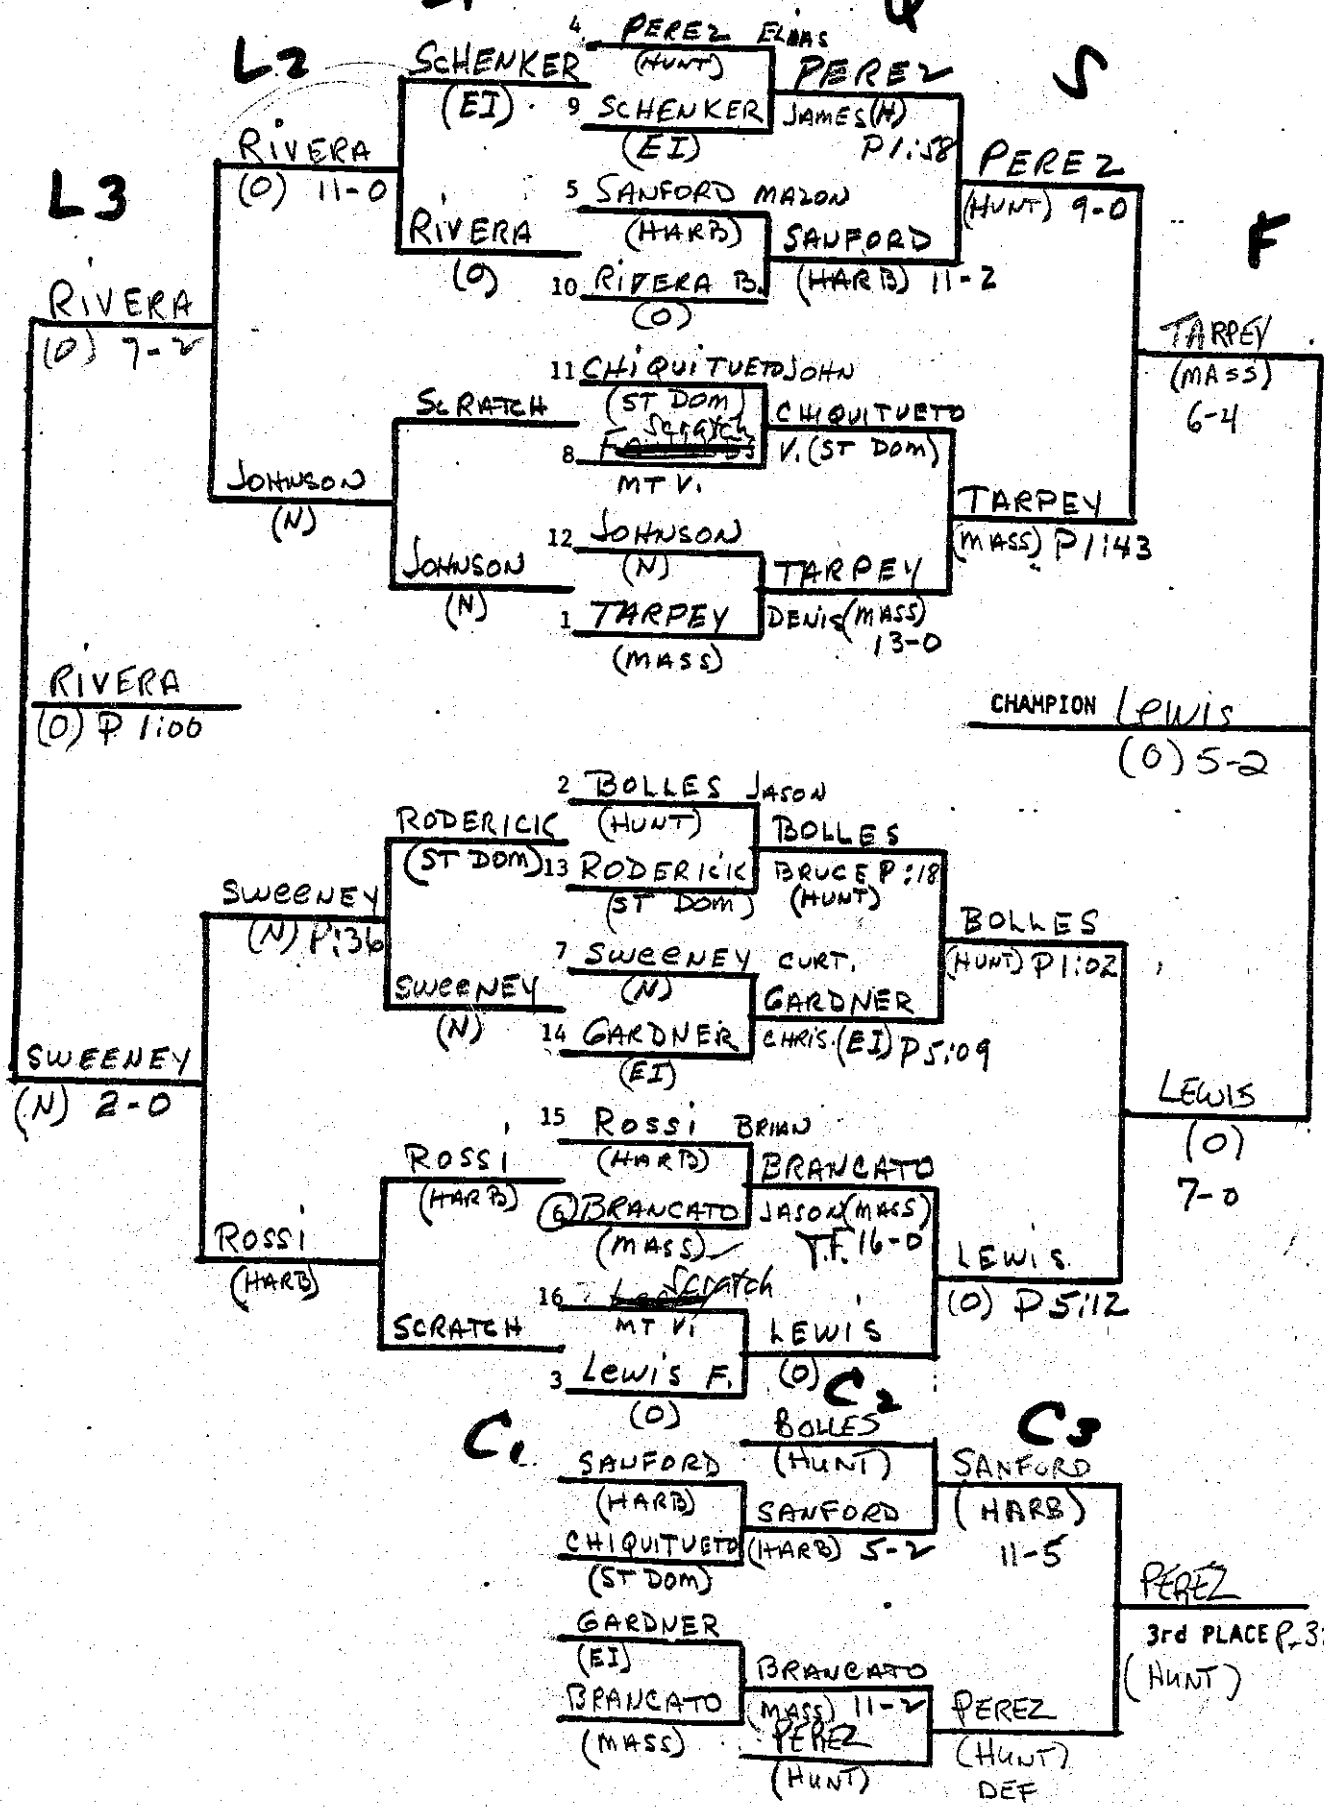 L2
L3
Q
S
F
4 PEREZ ELIAS
(HUNT)
9 SCHENKER
(EI)
5 SANFORD MAZON
(HARB)
10 RIVERA B.
(O)
11 CHIQUITUETO JOHN
(ST DOM)
Scratch
8
MT V.
12 JOHNSON
(N)
1 TARPEY
(MASS)
2 BOLLES JASON
(HUNT)
13 RODERICK
(ST DOM)
7 SWEENEY CURT.
(N)
14 GARDNER
(EI)
15 ROSSI BRIAN
(HARB)
6 BRANCATO
(MASS)
16 Scratch
MT V.
3 LEWIS F.
(O)
SCHENKER
(EI)
RIVERA
(O)
SCRATCH
JOHNSON
(N)
RODERICK
(ST DOM)
SWEENEY
(N)
ROSSI
(HARB)
SCRATCH
RIVERA
(O) 11-0
JOHNSON
(N)
SWEENEY
(N) P:36
ROSSI
(HARB)
RIVERA
(O) 7-2
SWEENEY
(N) 2-0
RIVERA
(O) P 1:00
PEREZ
JAMES (H)
P 1:58
SANFORD
(HARB) 11-2
CHIQUITUETO
V. (ST DOM)
TARPEY
DENIS (MASS)
13-0
BOLLES
BRUCE P :18
(HUNT)
GARDNER
CHRIS. (EI) P 5:09
BRANCATO
JASON (MASS)
T.F. 16-0
LEWIS
(O)
PEREZ
(HUNT) 9-0
TARPEY
(MASS) P 1:43
BOLLES
(HUNT) P 1:02
LEWIS
(O) P 5:12
TARPEY
(MASS)
6-4
LEWIS
(O)
7-0
CHAMPION LEWIS
(O) 5-2
C1
C2
C3
SANFORD
(HARB)
CHIQUITUETO
(ST DOM)
GARDNER
(EI)
BRANCATO
(MASS)
BOLLES
(HUNT)
SANFORD
(HARB) 5-2
BRANCATO
(MASS) 11-2
PEREZ
(HUNT)
SANFORD
(HARB)
11-5
PEREZ
(HUNT)
DEF
PEREZ
3rd PLACE P. 3:
(HUNT)